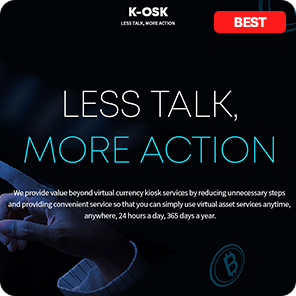 K-OSK
LESS TALK, MORE ACTION
BEST
LESS TALK,
MORE ACTION
We provide value beyond virtual currency kiosk services by reducing unnecessary steps
and providing convenient service so that you can simply use virtual asset services anytime,
anywhere, 24 hours a day, 365 days a year.